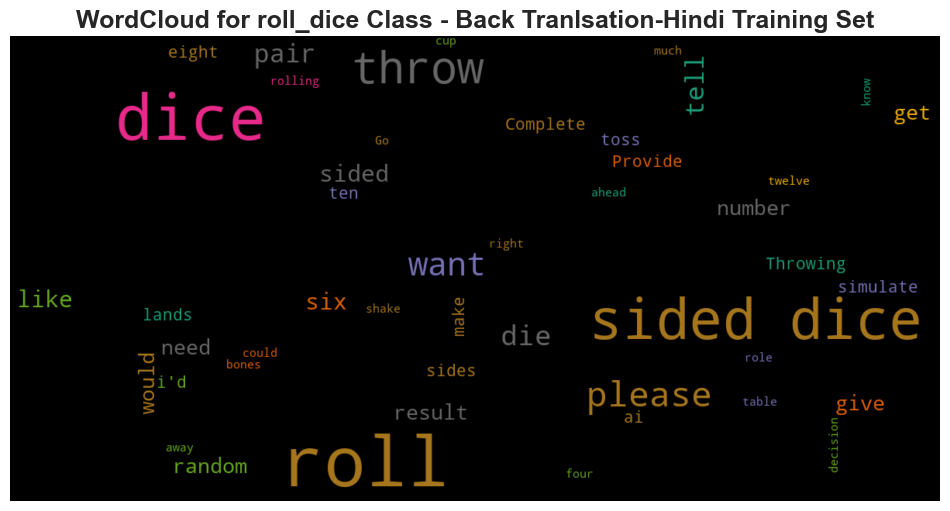 WordCloud for roll_dice Class - Back Tranlsation-Hindi Training Set
cup
eight
pair
throw
much
rolling
tell
know
dice
get
Complete
Go
toss
Provide
sided
twelve
ten
ahead
number
right
want
Throwing
simulate
like
six
shake
make
lands
sided dice
die
need
could
role
bones
would
i'd
sides
please
table
give
result
ai
decision
away
roll
random
four